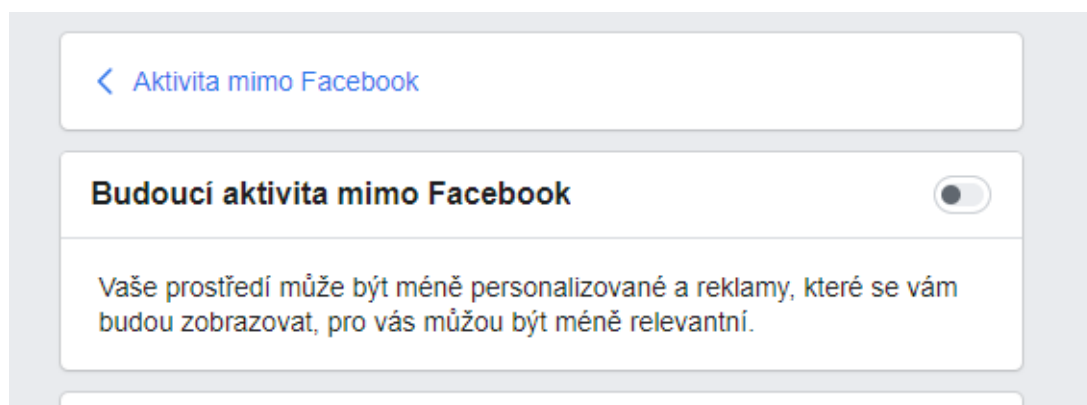 Aktivita mimo Facebook
Budoucí aktivita mimo Facebook
Vaše prostředí může být méně personalizované a reklamy, které se vám
budou zobrazovat, pro vás můžou být méně relevantní.